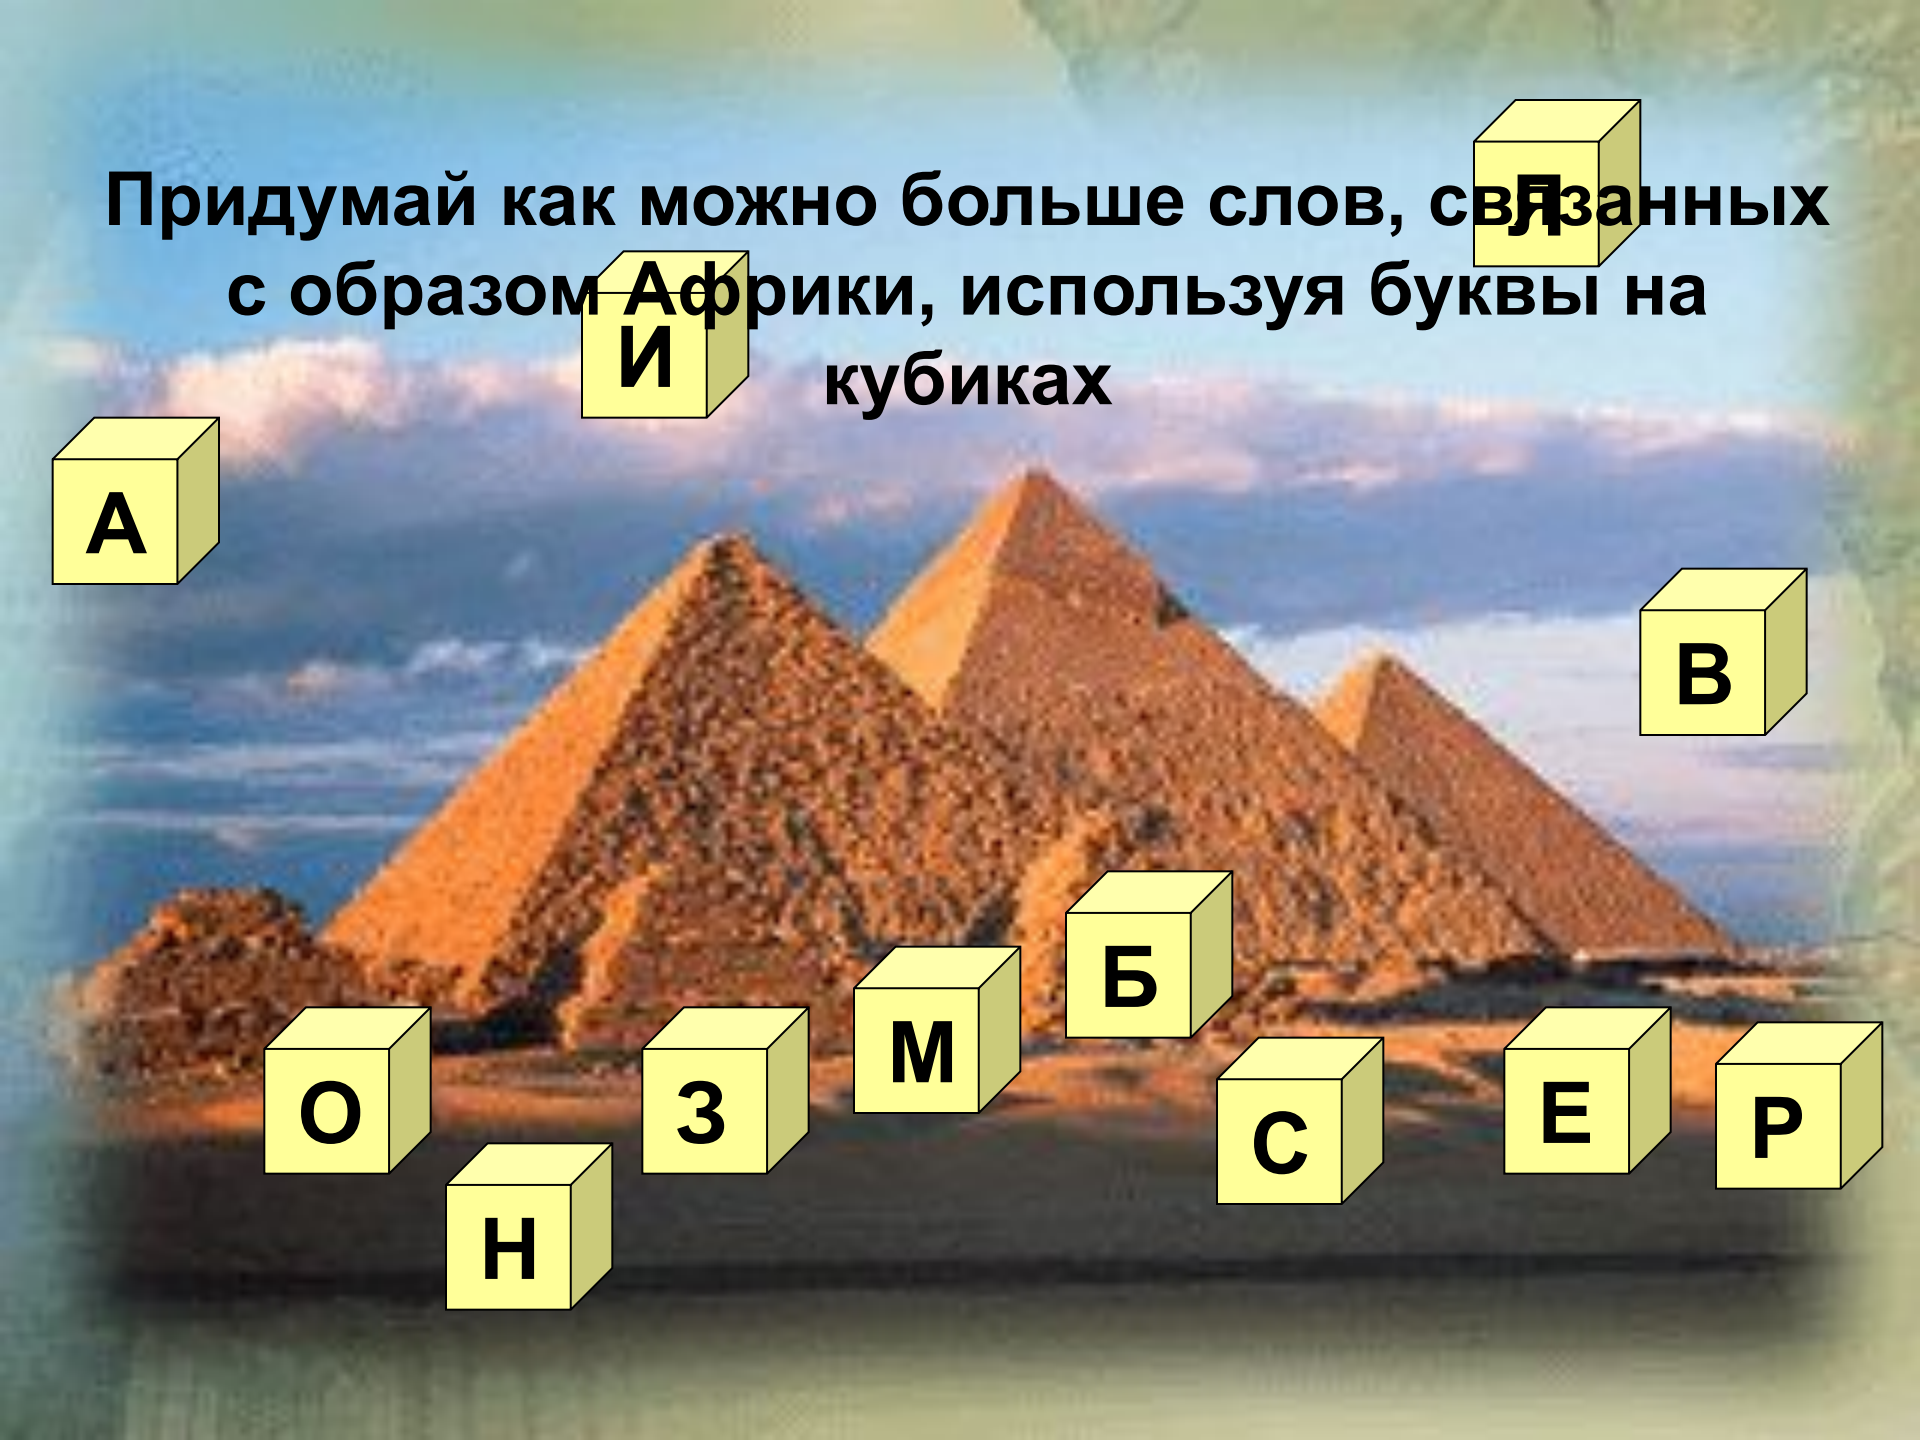 Придумай как можно больше слов, связанных
с образом Африки, используя буквы на
кубиках
Л
И
А
В
Б
М
О
З
С
Е
Р
Н